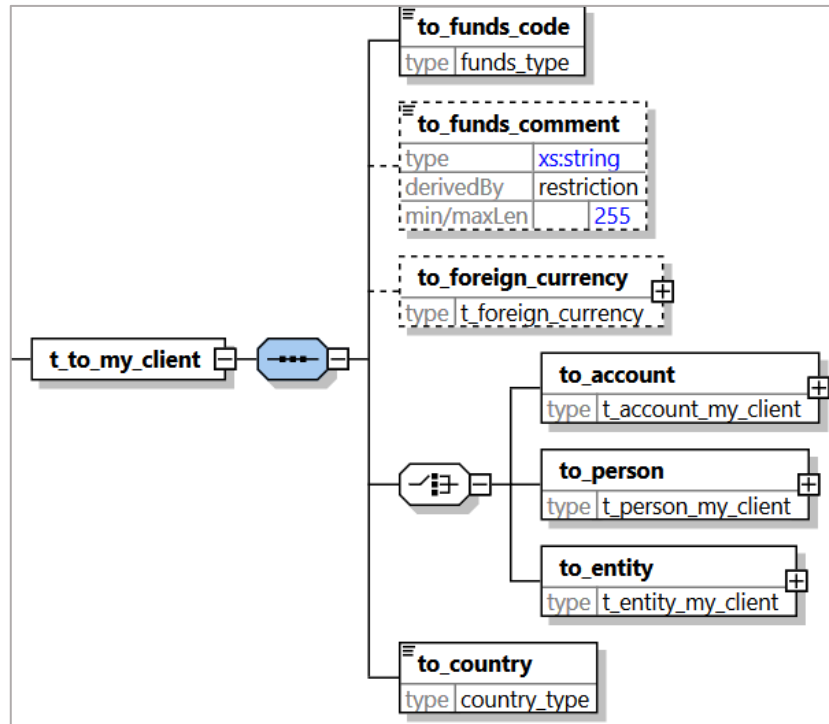 to_funds_code
type funds_type
to_funds_comment
type xs:string
derivedBy restriction
min/maxLen 255
to_foreign_currency
type t_foreign_currency
t_to_my_client
to_account
type t_account_my_client
to_person
type t_person_my_client
to_entity
type t_entity_my_client
to_country
type country_type